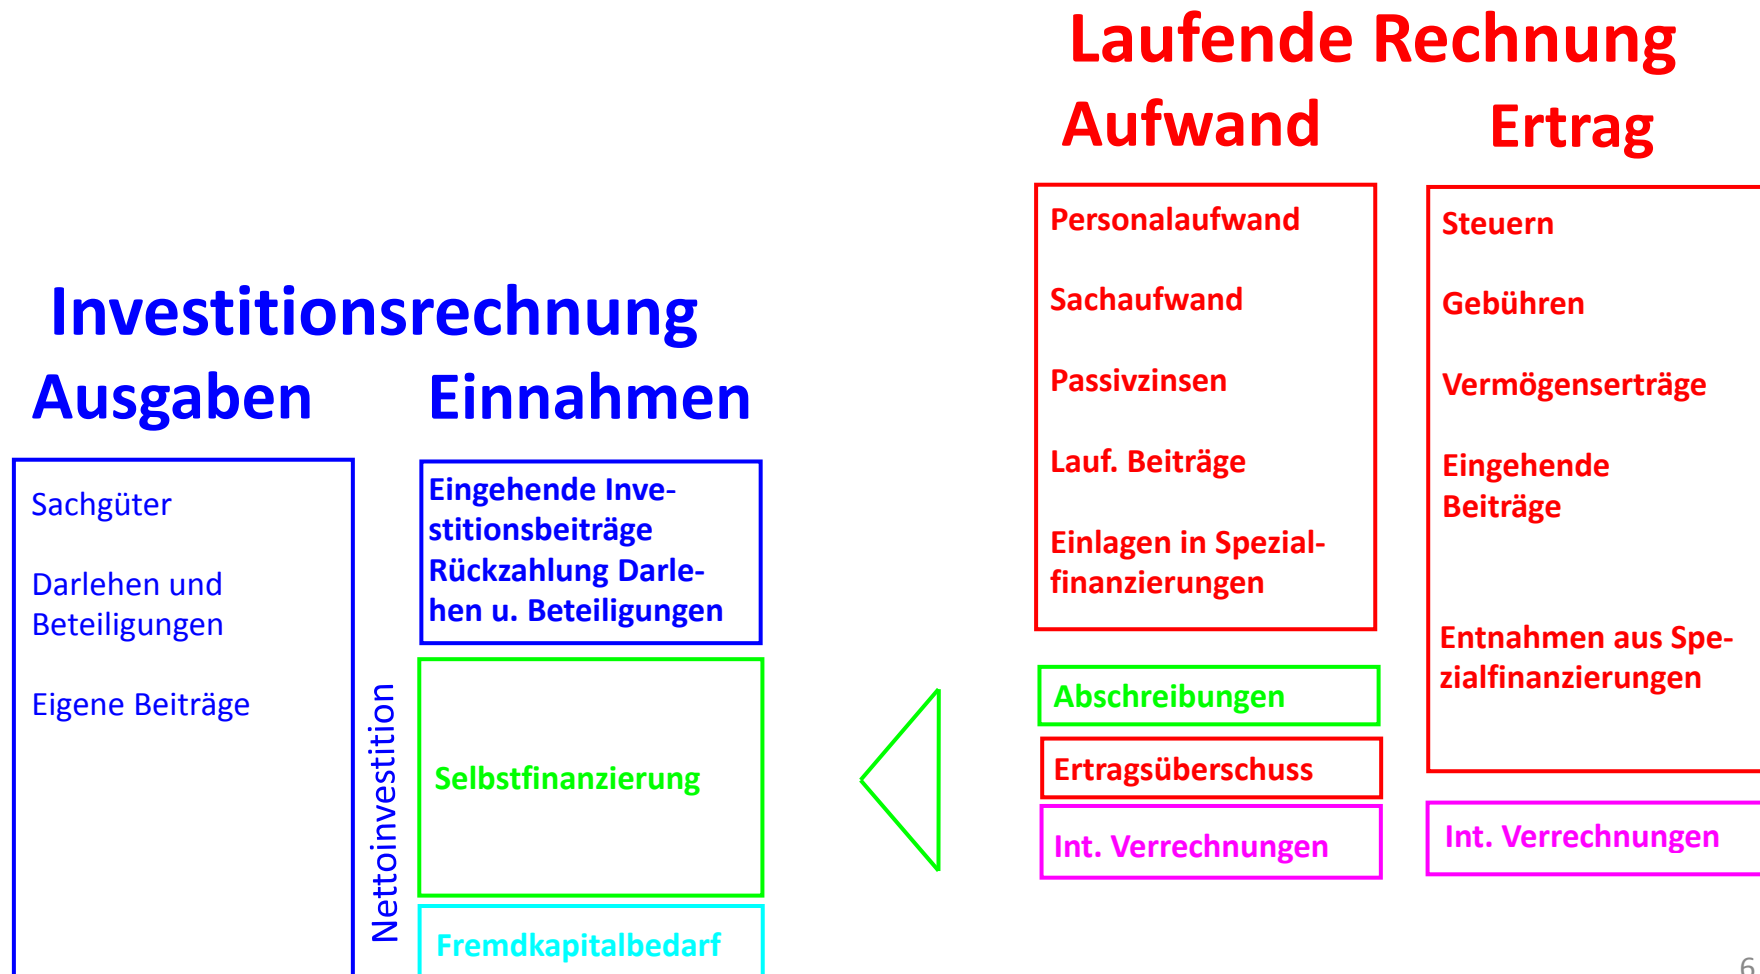 Laufende Rechnung
Aufwand
Ertrag
Personalaufwand
Sachaufwand
Passivzinsen
Lauf. Beiträge
Einlagen in Spezial-
finanzierungen
Abschreibungen
Ertragsüberschuss
Int. Verrechnungen
Steuern
Gebühren
Vermögenserträge
Eingehende
Beiträge
Entnahmen aus Spe-
zialfinanzierungen
Int. Verrechnungen
Investitionsrechnung
Ausgaben
Einnahmen
Sachgüter
Darlehen und
Beteiligungen
Eigene Beiträge
Nettoinvestition
Eingehende Inve-
stitionsbeiträge
Rückzahlung Darle-
hen u. Beteiligungen
Selbstfinanzierung
Fremdkapitalbedarf
6